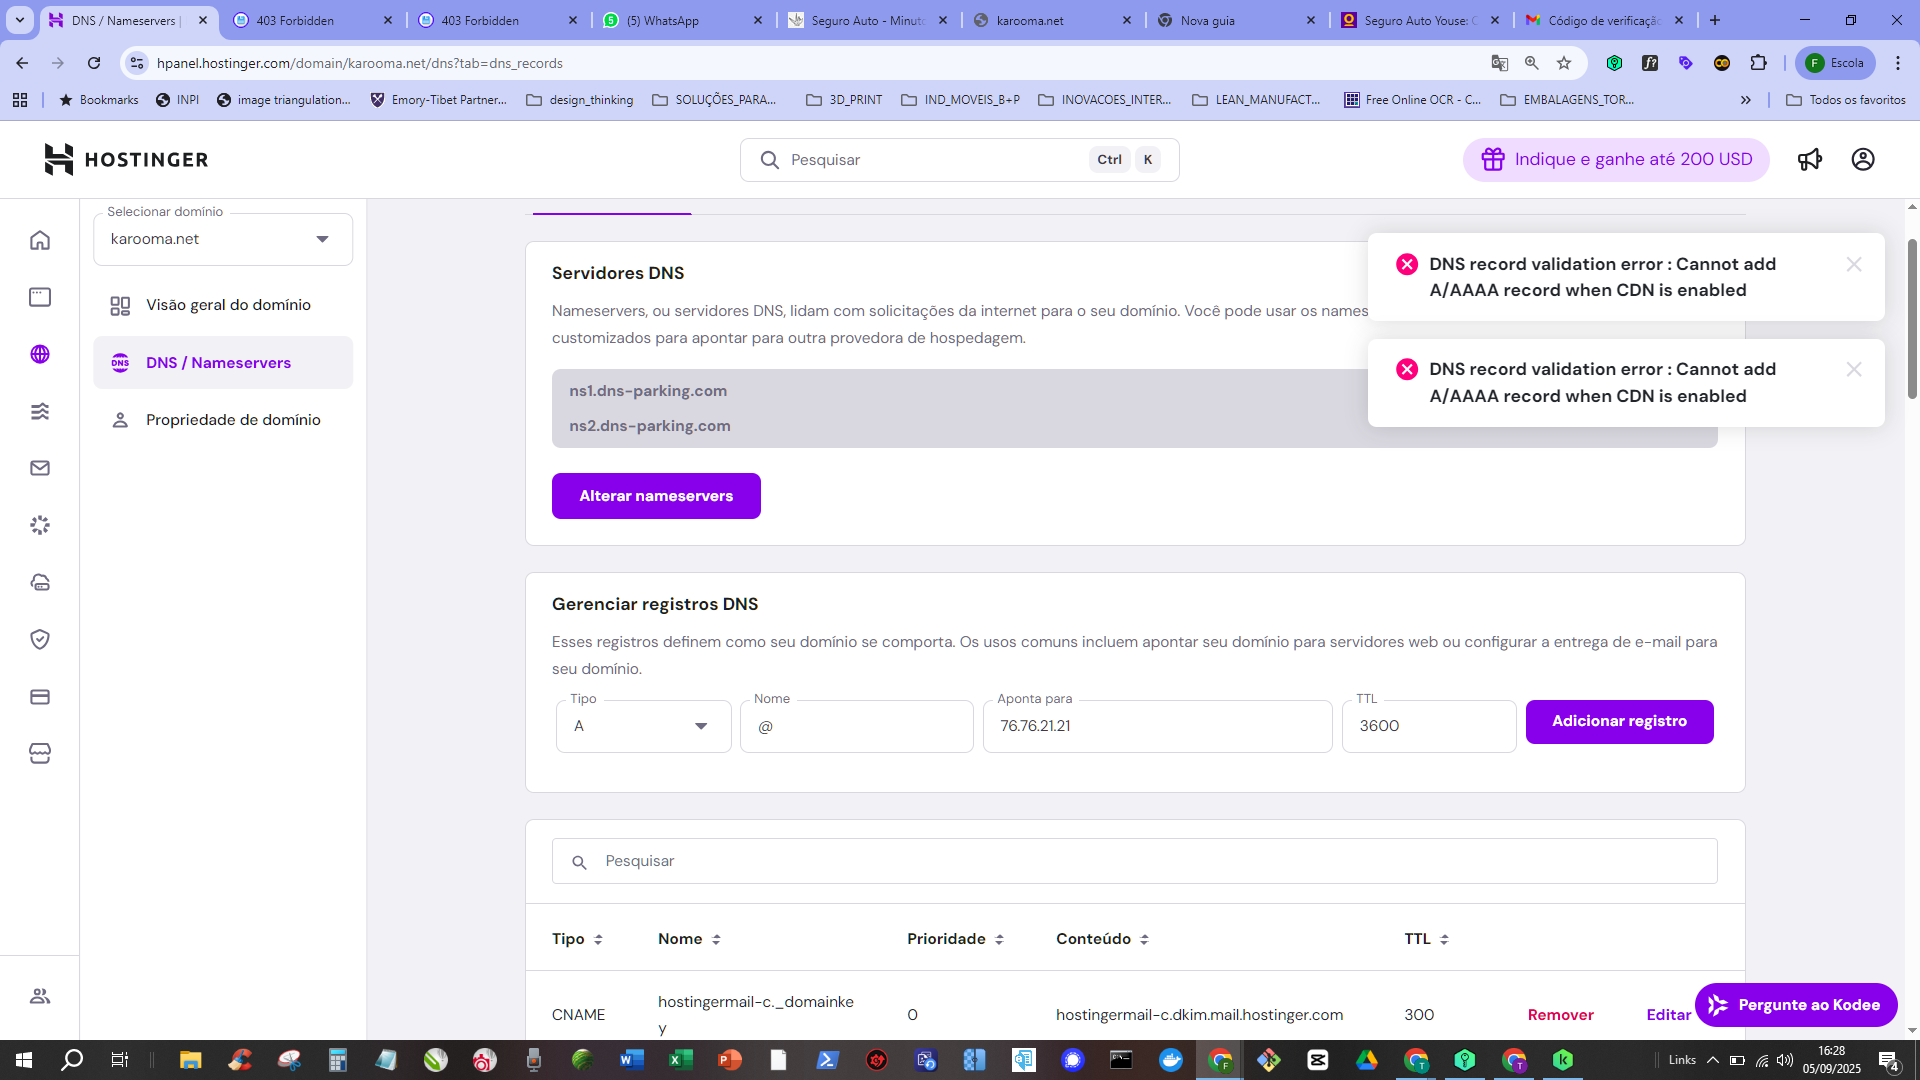 DNS / Nameservers |
403 Forbidden
403 Forbidden
(5) WhatsApp
Seguro Auto - Minuto
karooma.net
Nova guia
Seguro Auto Youse: C
Código de verificação
hpanel.hostinger.com/domain/karooma.net/dns?tab=dns_records
F
Escola
Bookmarks
INPI
image triangulation...
Emory-Tibet Partner...
design_thinking
SOLUÇÕES_PARA...
3D_PRINT
IND_MOVEIS_B+P
INOVACOES_INTER...
LEAN_MANUFACT...
Free Online OCR - C...
EMBALAGENS_TOR...
Todos os favoritos
HOSTINGER
Pesquisar
Ctrl
K
Indique e ganhe até 200 USD
Selecionar domínio
karooma.net
Visão geral do domínio
DNS
DNS / Nameservers
Propriedade de domínio
DNS record validation error : Cannot add
A/AAAA record when CDN is enabled
DNS record validation error : Cannot add
A/AAAA record when CDN is enabled
Servidores DNS
Nameservers, ou servidores DNS, lidam com solicitações da internet para o seu domínio. Você pode usar os names
customizados para apontar para outra provedora de hospedagem.
ns1.dns-parking.com
ns2.dns-parking.com
Alterar nameservers
Gerenciar registros DNS
Esses registros definem como seu domínio se comporta. Os usos comuns incluem apontar seu domínio para servidores web ou configurar a entrega de e-mail para
seu domínio.
Tipo
A
Nome
@
Aponta para
76.76.21.21
TTL
3600
Adicionar registro
Pesquisar
Tipo
Nome
Prioridade
Conteúdo
TTL
CNAME
hostingermail-c._domainke
y
0
hostingermail-c.dkim.mail.hostinger.com
300
Remover
Editar
Pergunte ao Kodee
Links
16:28
05/09/2025
4